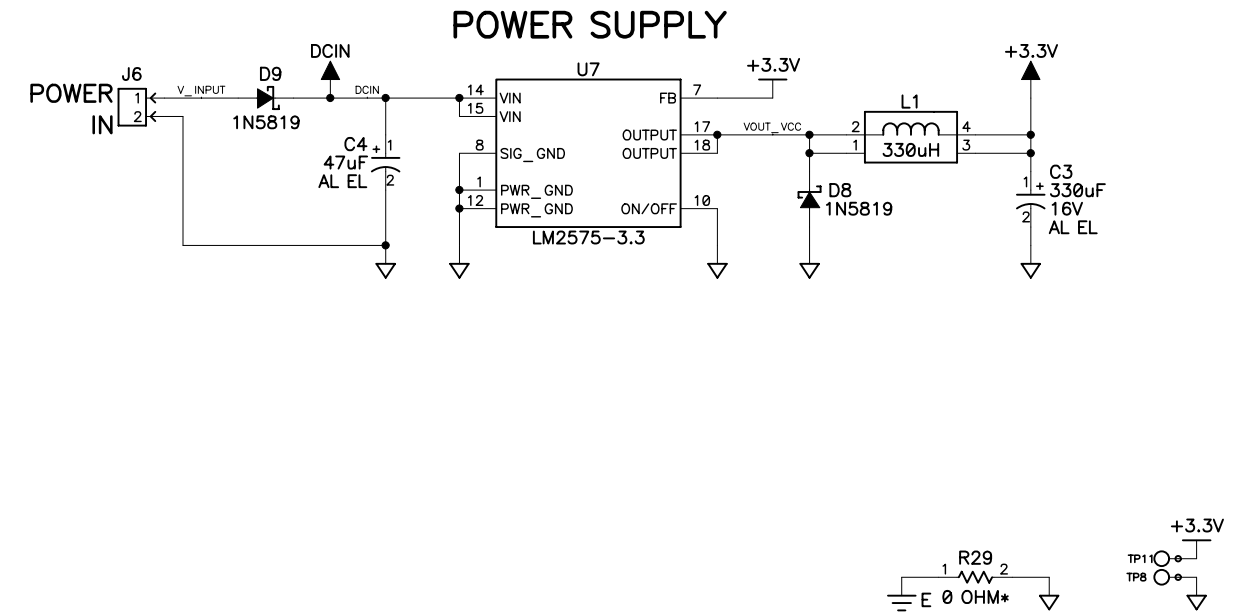 POWER SUPPLY
POWER IN
J6
1
2
V_INPUT
D9
1N5819
DCIN
DCIN
C4
+
1
47uF
AL EL
2
U7
14
VIN
15
VIN
8
SIG_GND
1
PWR_GND
12
PWR_GND
FB
7
+3.3V
OUTPUT
17
OUTPUT
18
ON/OFF
10
LM2575-3.3
VOUT_VCC
D8
1N5819
L1
2
4
1
3
330uH
+3.3V
1
+
C3
330uF
2
16V
AL EL
R29
1
2
E
0 OHM*
+3.3V
TP11
TP8